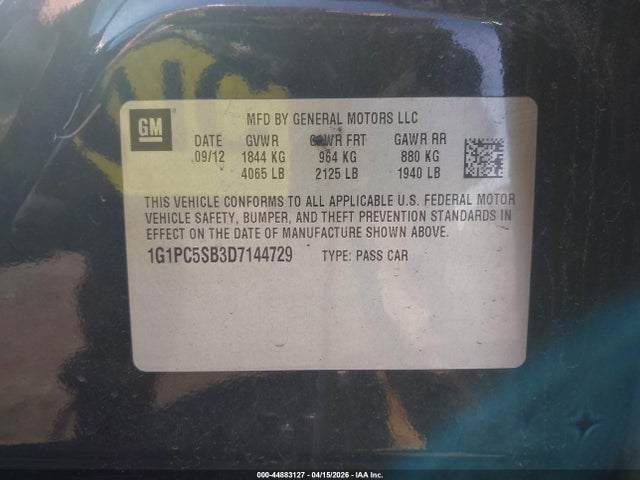 MFD BY GENERAL MOTORS LLC
GM
DATE GVWR GAWR FRT GAWR RR
09/12 1844 KG 964 KG 880 KG
4065 LB 2125 LB 1940 LB
THIS VEHICLE CONFORMS TO ALL APPLICABLE U.S. FEDERAL MOTOR
VEHICLE SAFETY, BUMPER, AND THEFT PREVENTION STANDARDS IN
EFFECT ON THE DATE OF MANUFACTURE SHOWN ABOVE.
1G1PC5SB3D7144729 TYPE: PASS CAR
000-44883127 - 04/15/2026 - IAA Inc.